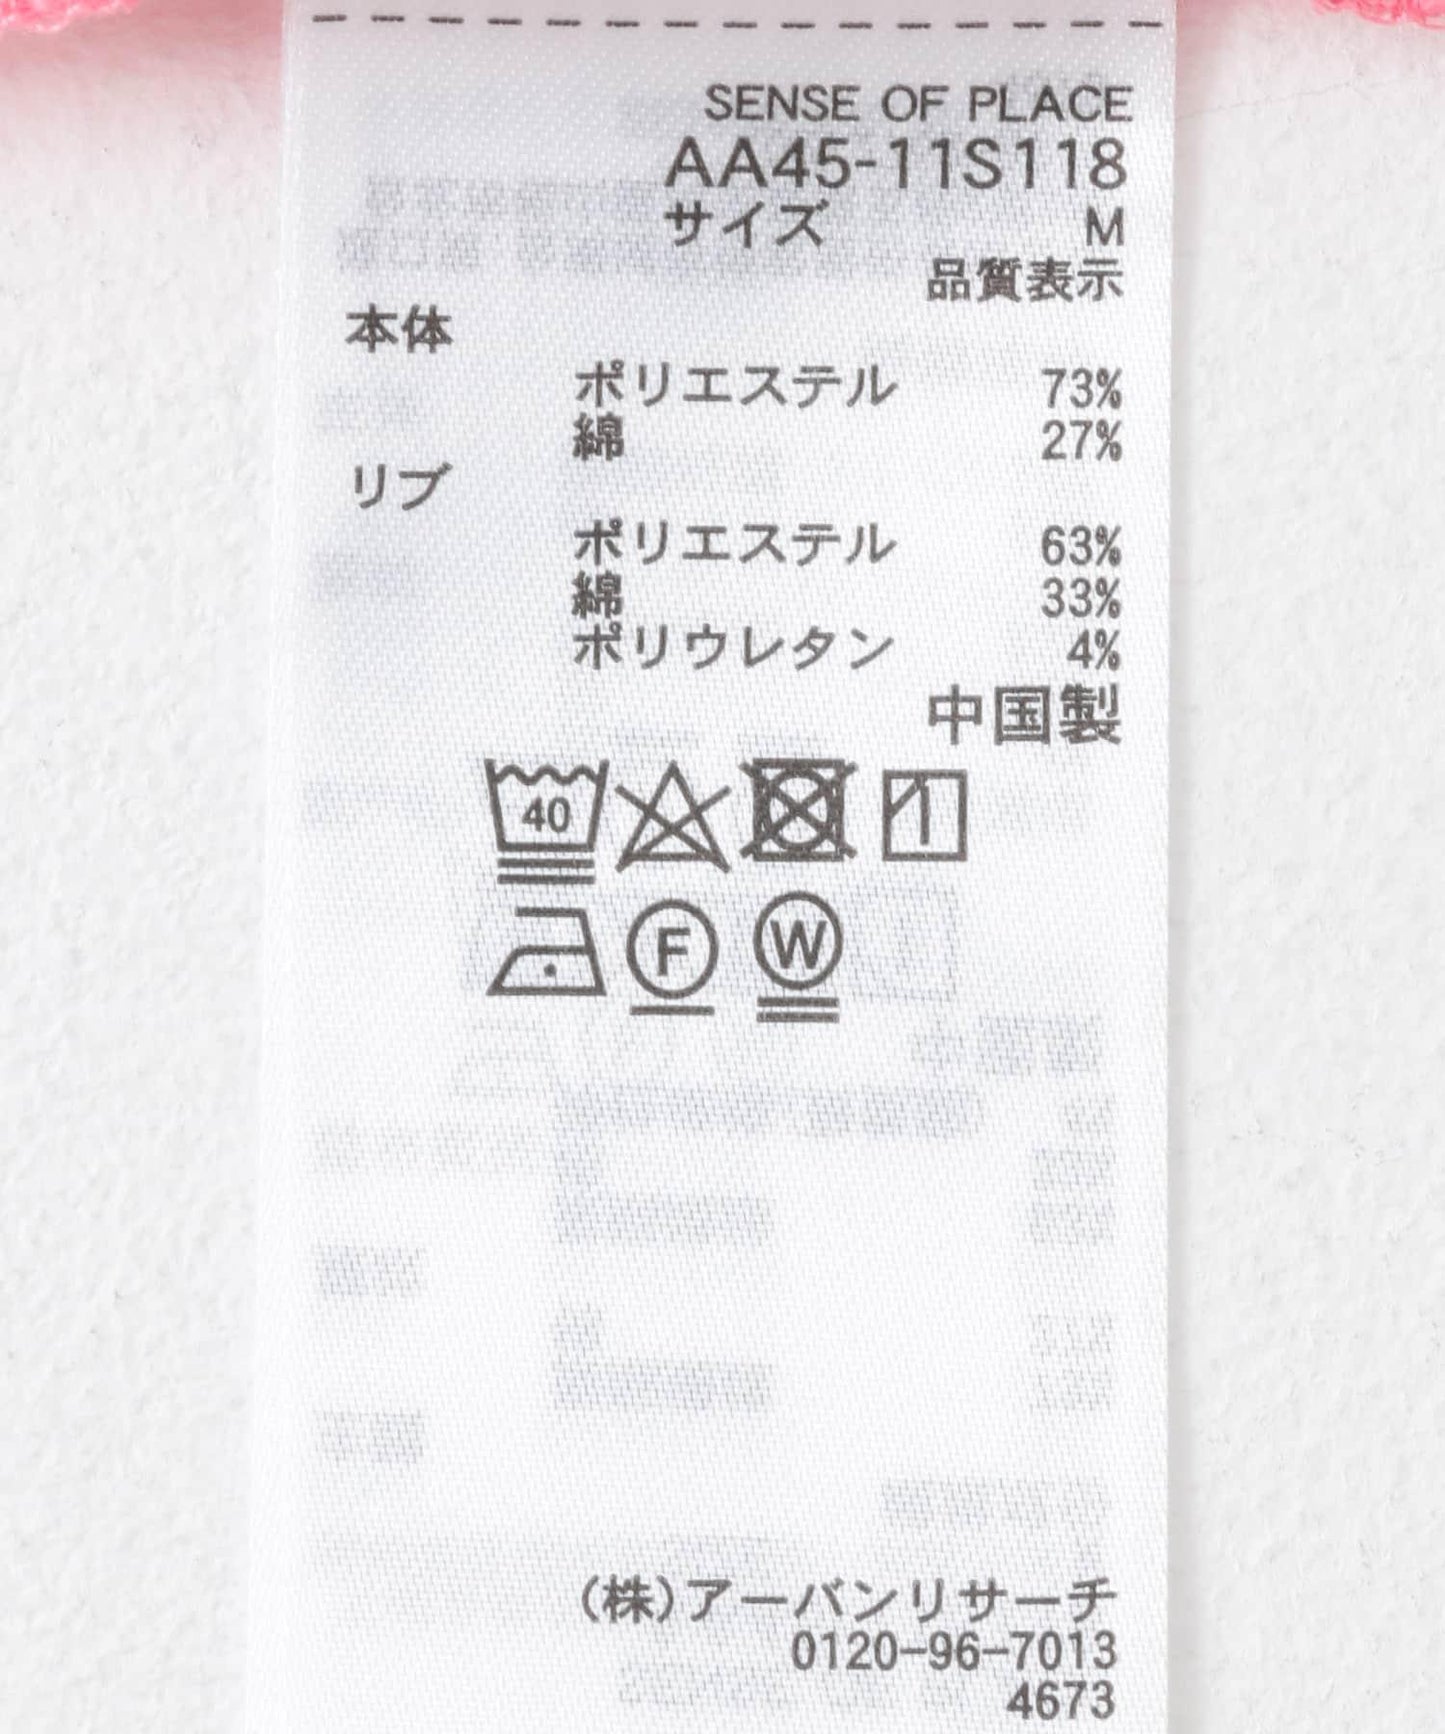 SENSE OF PLACE
AA45-11S118
サイズ M
品質表示
本体
ポリエステル 73%
綿 27%
リブ
ポリエステル 63%
綿 33%
ポリウレタン 4%
中国製
40
F W
(株)アーバンリサーチ
0120-96-7013
4673